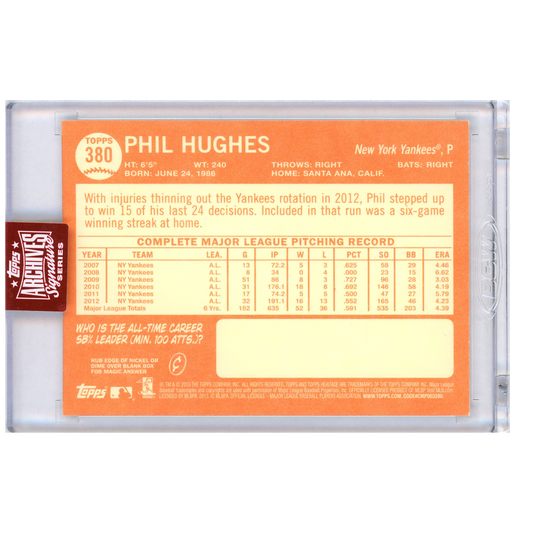 TOPPS
380
PHIL HUGHES
New York Yankees®, P
HT: 6'5" WT: 240 THROWS: RIGHT BATS: RIGHT
BORN: JUNE 24, 1986 HOME: SANTA ANA, CALIF.
With injuries thinning out the Yankees rotation in 2012, Phil stepped up
to win 15 of his last 24 decisions. Included in that run was a six-game
winning streak at home.
COMPLETE MAJOR LEAGUE PITCHING RECORD
YEAR TEAM LEA. G IP W L PCT SO BB ERA
2007 NY Yankees A.L. 13 72.2 5 3 .625 58 29 4.46
2008 NY Yankees A.L. 8 34 0 4 .000 23 15 6.62
2009 NY Yankees A.L. 51 86 8 3 .727 96 28 3.03
2010 NY Yankees A.L. 31 176.1 18 8 .692 146 58 4.19
2011 NY Yankees A.L. 17 74.2 5 5 .500 47 27 5.79
2012 NY Yankees A.L. 32 191.1 16 13 .552 165 46 4.23
Major League Totals 6 Yrs. 152 635 52 36 .591 535 203 4.39
WHO IS THE ALL-TIME CAREER
SB% LEADER (MIN. 100 ATTS.)?
RUB EDGE OF NICKEL OR
DIME OVER BLANK BOX
FOR MAGIC ANSWER
Topps
Topps
ARCHIVES
Signature
SERIES